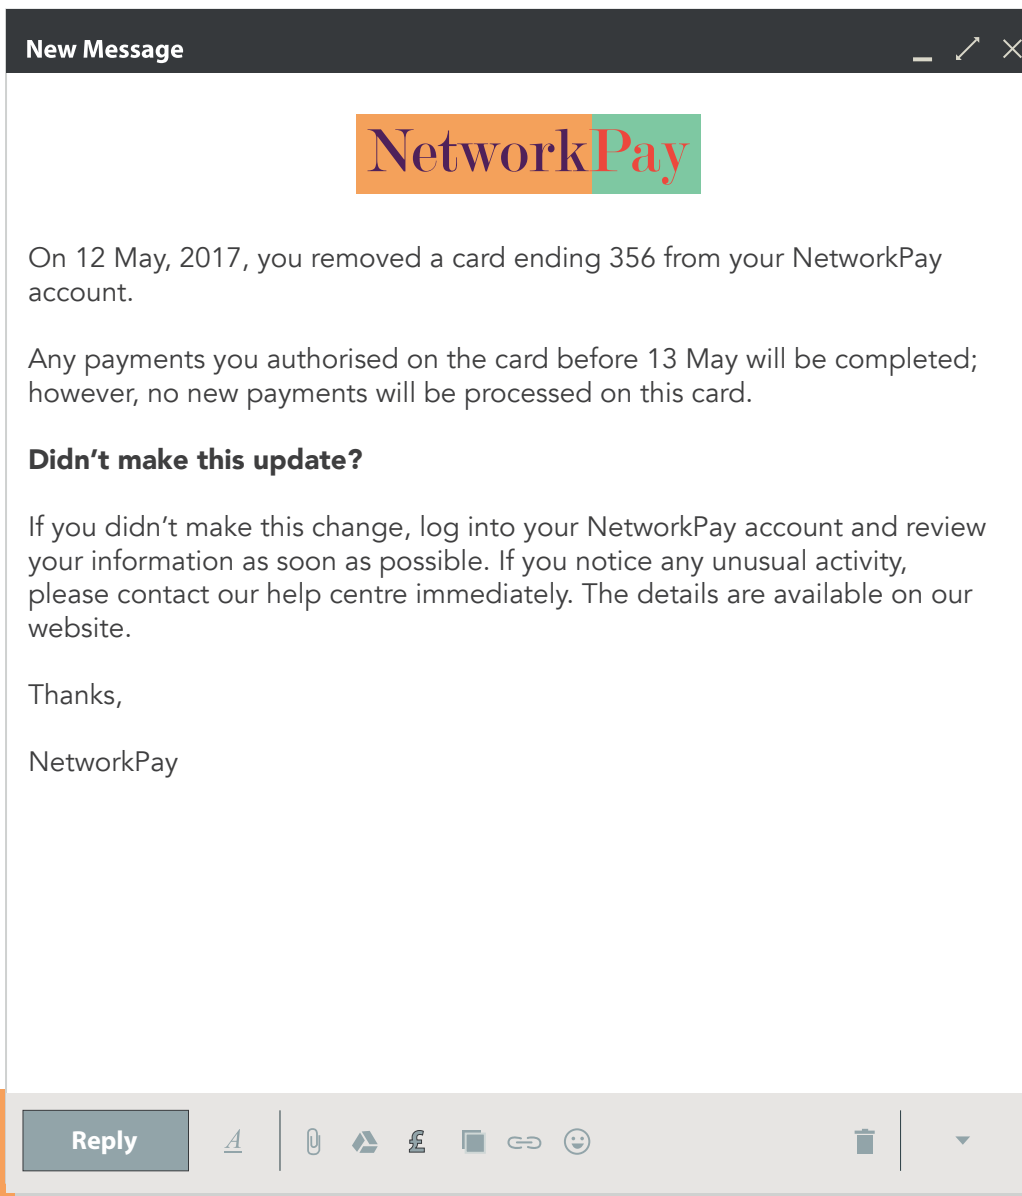 New Message
NetworkPay
On 12 May, 2017, you removed a card ending 356 from your NetworkPay
account.
Any payments you authorised on the card before 13 May will be completed;
however, no new payments will be processed on this card.
Didn't make this update?
If you didn't make this change, log into your NetworkPay account and review
your information as soon as possible. If you notice any unusual activity,
please contact our help centre immediately. The details are available on our
website.
Thanks,
NetworkPay
Reply A £